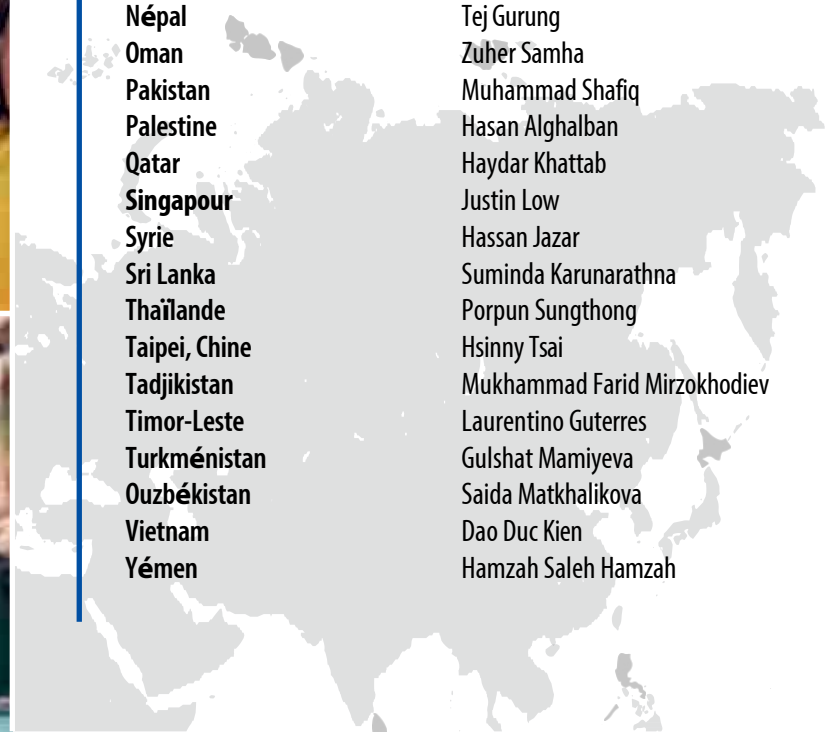 Népal Tej Gurung
Oman Zuher Samha
Pakistan Muhammad Shafiq
Palestine Hasan Alghalban
Qatar Haydar Khattab
Singapour Justin Low
Syrie Hassan Jazar
Sri Lanka Suminda Karunarathna
Thaïlande Porpun Sungthong
Taipei, Chine Hsinny Tsai
Tadjikistan Mukhammad Farid Mirzokhodiev
Timor-Leste Laurentino Guterres
Turkménistan Gulshat Mamiyeva
Ouzbékistan Saida Matkhalikova
Vietnam Dao Duc Kien
Yémen Hamzah Saleh Hamzah